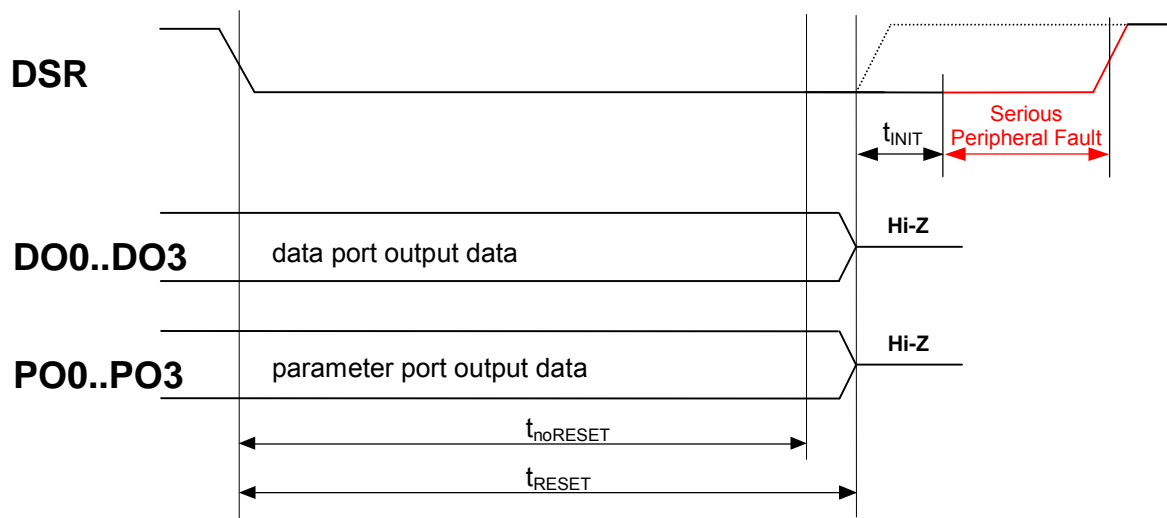 DSR
Serious
Peripheral Fault
tINIT
DO0..DO3
data port output data
Hi-Z
PO0..PO3
parameter port output data
Hi-Z
tnoRESET
tRESET